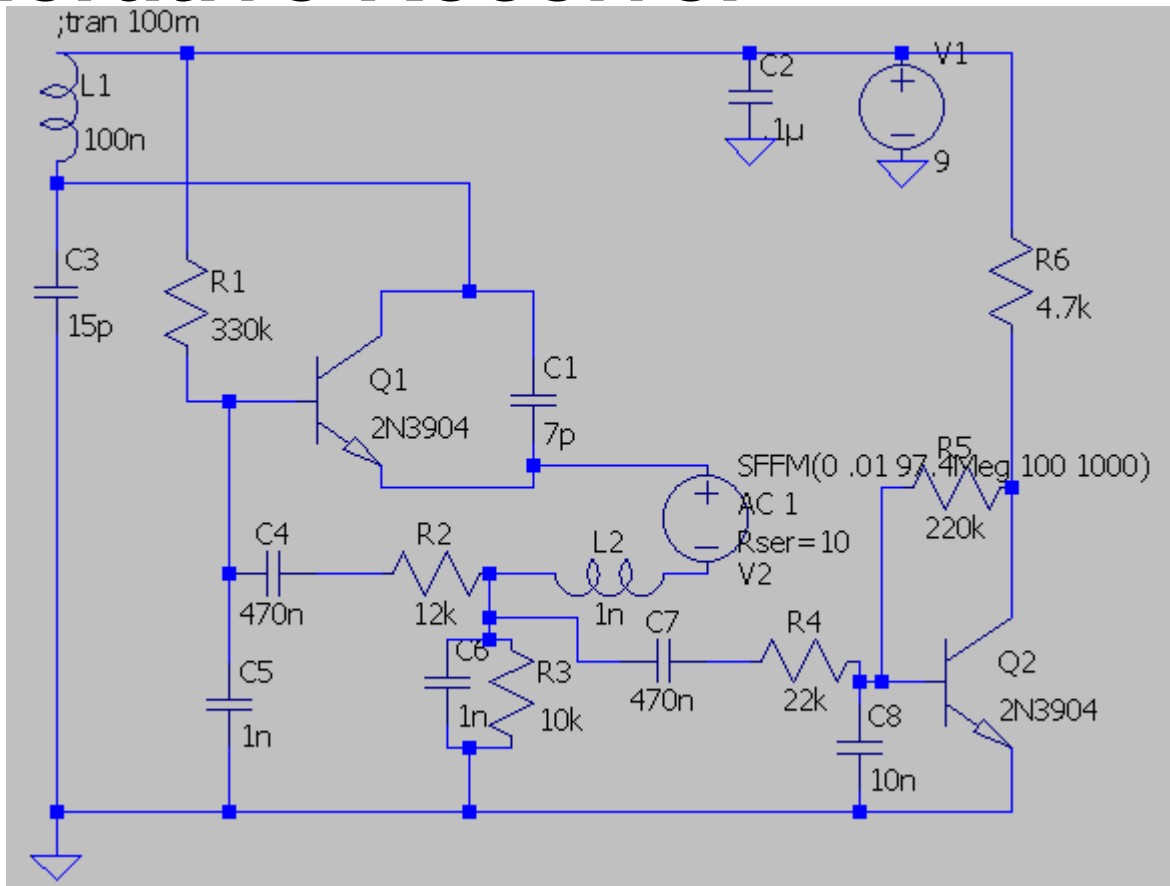 ;tran 100m
L1
100n
C2
.1µ
V1
9
C3
15p
R1
330k
R6
4.7k
Q1
2N3904
C1
7p
R5
220k
SFFM(0 .01 97.4Meg 100 1000)
AC 1
Rser=10
V2
C4
470n
R2
12k
L2
1n
C7
470n
R4
22k
C5
1n
C6
1n
R3
10k
Q2
2N3904
C8
10n